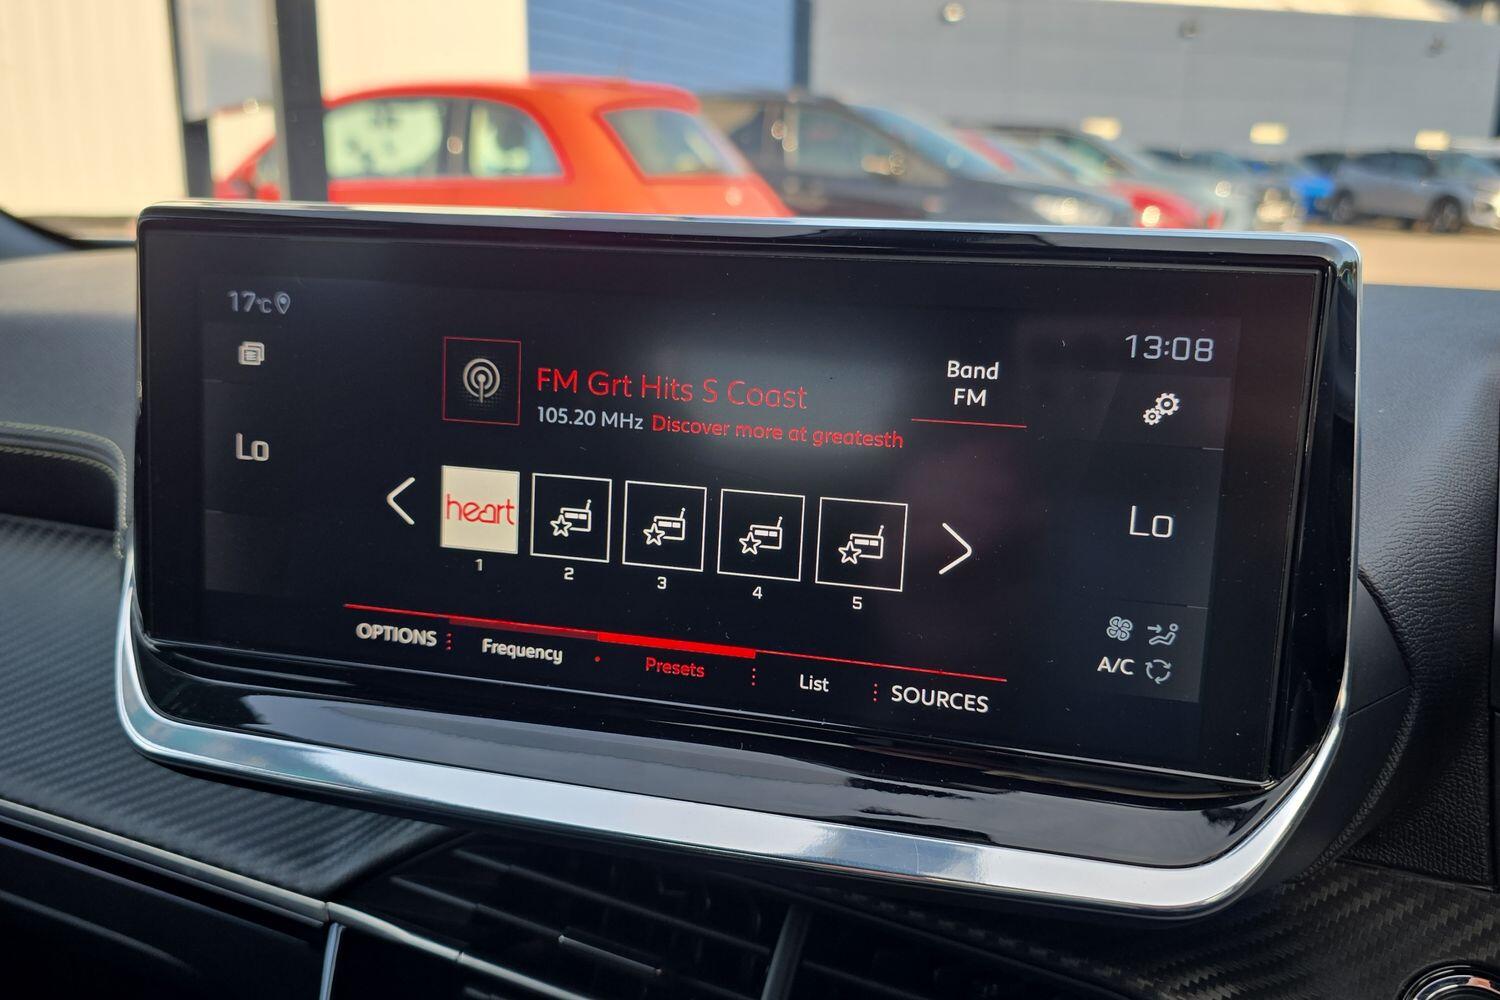 17°C
13:08
FM Grt Hits S Coast
Band
FM
105.20 MHz Discover more at greatesth
Lo
heart
Lo
1
2
3
4
5
OPTIONS
Frequency
Presets
List
SOURCES
A/C